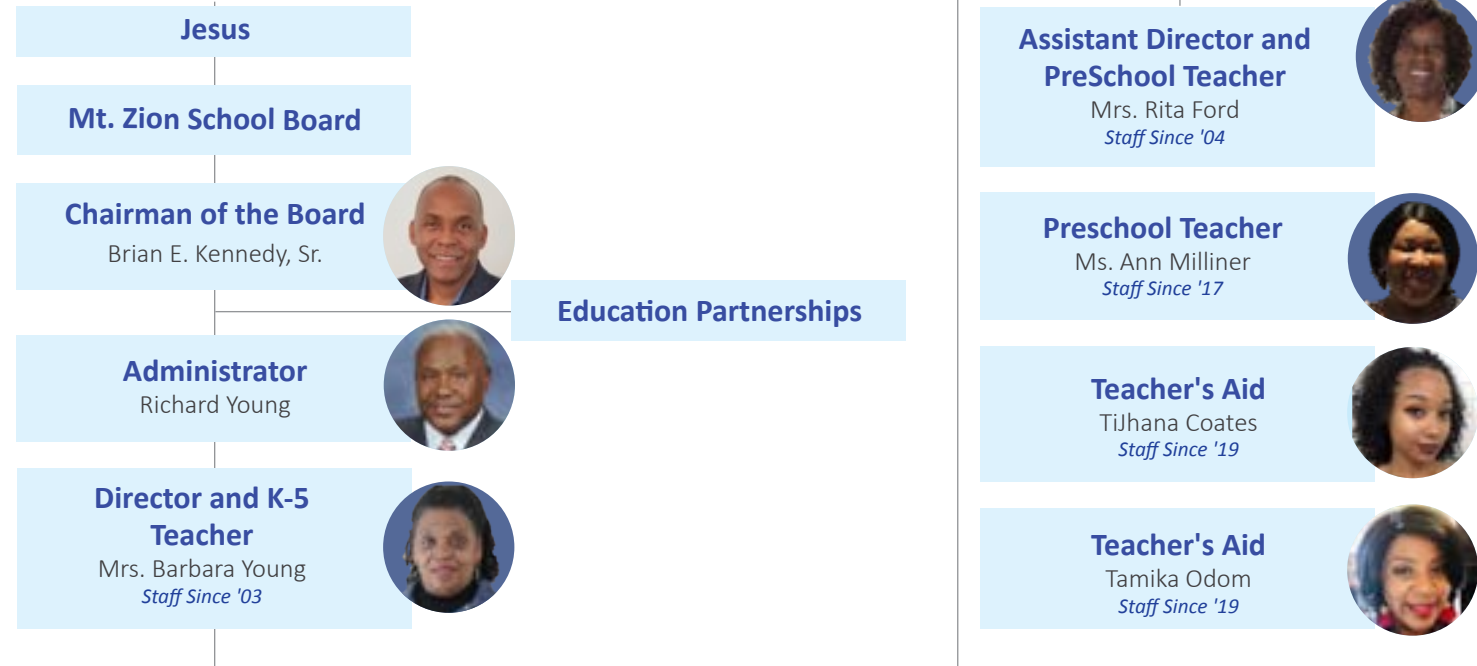 Jesus
Mt. Zion School Board
Chairman of the Board
Brian E. Kennedy, Sr.
Education Partnerships
Administrator
Richard Young
Director and K-5
Teacher
Mrs. Barbara Young
Staff Since '03
Assistant Director and
PreSchool Teacher
Mrs. Rita Ford
Staff Since '04
Preschool Teacher
Ms. Ann Milliner
Staff Since '17
Teacher's Aid
TiJhana Coates
Staff Since '19
Teacher's Aid
Tamika Odom
Staff Since '19